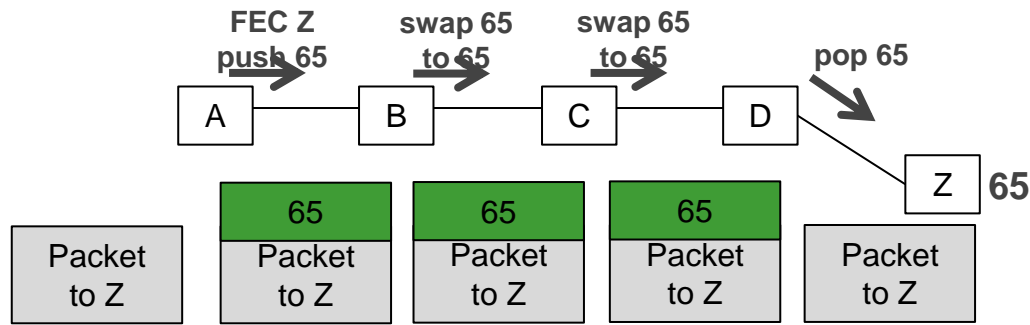 FEC Z
push 65
swap 65
to 65
swap 65
to 65
pop 65
A
B
C
D
Z
65
65
65
65
Packet
to Z
Packet
to Z
Packet
to Z
Packet
to Z
Packet
to Z